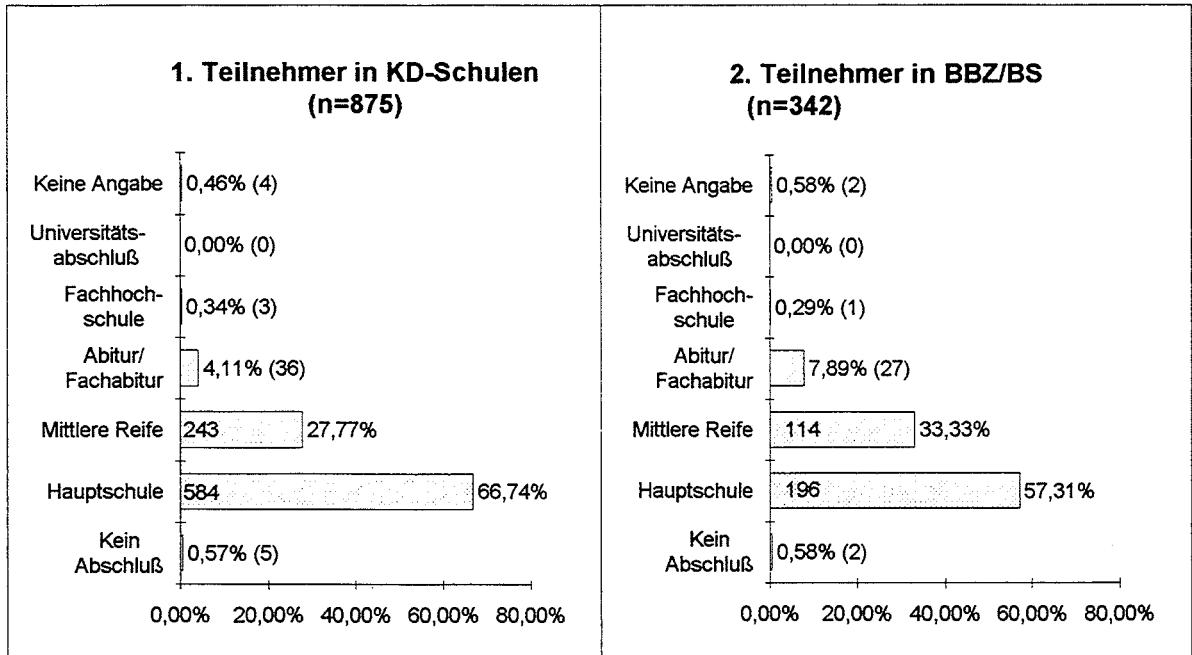 1. Teilnehmer in KD-Schulen
(n=875)
Keine Angabe 0,46% (4)
Universitäts-
abschluß 0,00% (0)
Fachhoch-
schule 0,34% (3)
Abitur/
Fachabitur 4,11% (36)
Mittlere Reife 243 27,77%
Hauptschule 584 66,74%
Kein
Abschluß 0,57% (5)
0,00% 20,00% 40,00% 60,00% 80,00%
2. Teilnehmer in BBZ/BS
(n=342)
Keine Angabe 0,58% (2)
Universitäts-
abschluß 0,00% (0)
Fachhoch-
schule 0,29% (1)
Abitur/
Fachabitur 7,89% (27)
Mittlere Reife 114 33,33%
Hauptschule 196 57,31%
Kein
Abschluß 0,58% (2)
0,00% 20,00% 40,00% 60,00% 80,00%